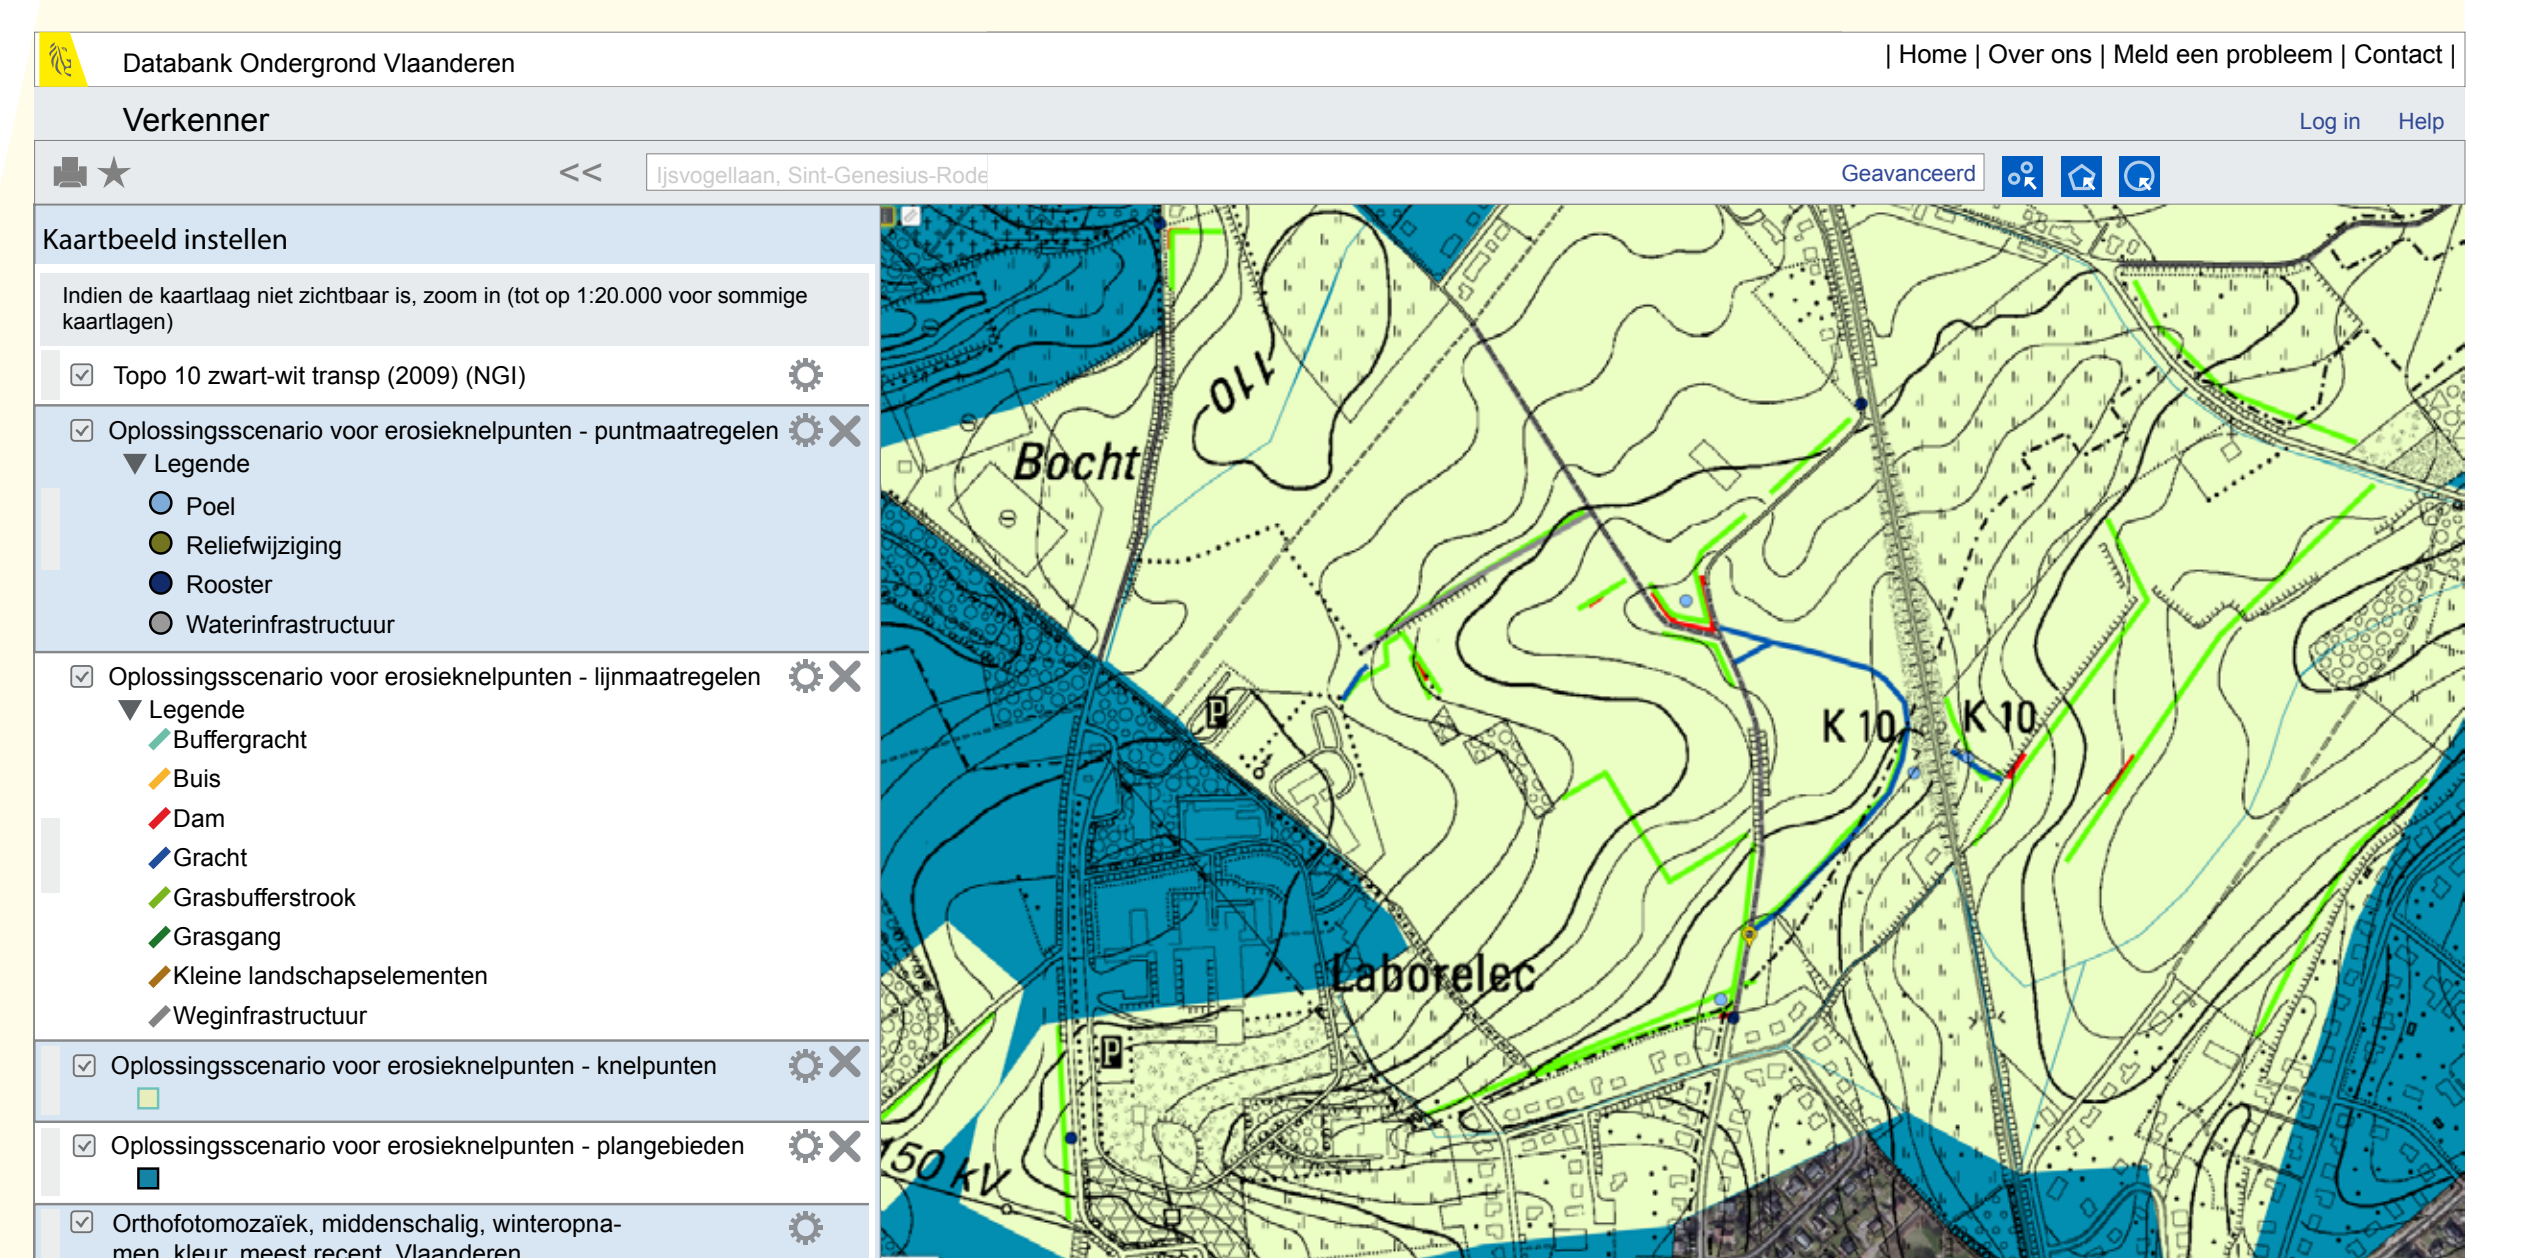 Databank Ondergrond Vlaanderen
| Home | Over ons | Meld een probleem | Contact |
Verkenner
Log in Help
<< Ijsvogellaan, Sint-Genesius-Rode Geavanceerd
Kaartbeeld instellen
Indien de kaartlaag niet zichtbaar is, zoom in (tot op 1:20.000 voor sommige
kaartlagen)
Topo 10 zwart-wit transp (2009) (NGI)
Oplossingsscenario voor erosieknelpunten - puntmaatregelen
Legende
Poel
Reliefwijziging
Rooster
Waterinfrastructuur
Oplossingsscenario voor erosieknelpunten - lijnmaatregelen
Legende
Buffergracht
Buis
Dam
Gracht
Grasbufferstrook
Grasgang
Kleine landschapselementen
Weginfrastructuur
Oplossingsscenario voor erosieknelpunten - knelpunten
Oplossingsscenario voor erosieknelpunten - plangebieden
Orthofotomozaïek, middenschalig, winteropna-
men, kleur, meest recent, Vlaanderen
110
Bocht
P
K 10
K 10
Laborelec
P
150 kV